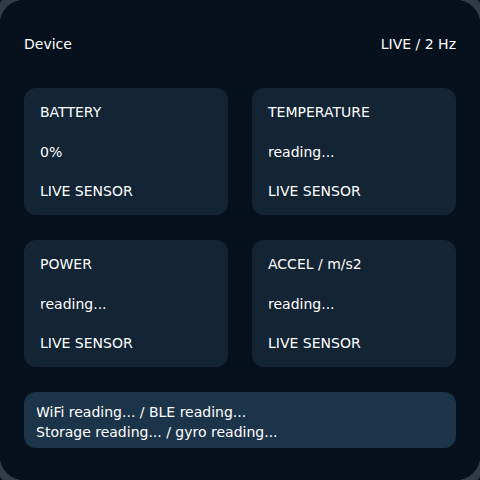 Device
LIVE / 2 Hz
BATTERY
0%
LIVE SENSOR
TEMPERATURE
reading...
LIVE SENSOR
POWER
reading...
LIVE SENSOR
ACCEL / m/s2
reading...
LIVE SENSOR
WiFi reading... / BLE reading...
Storage reading... / gyro reading...